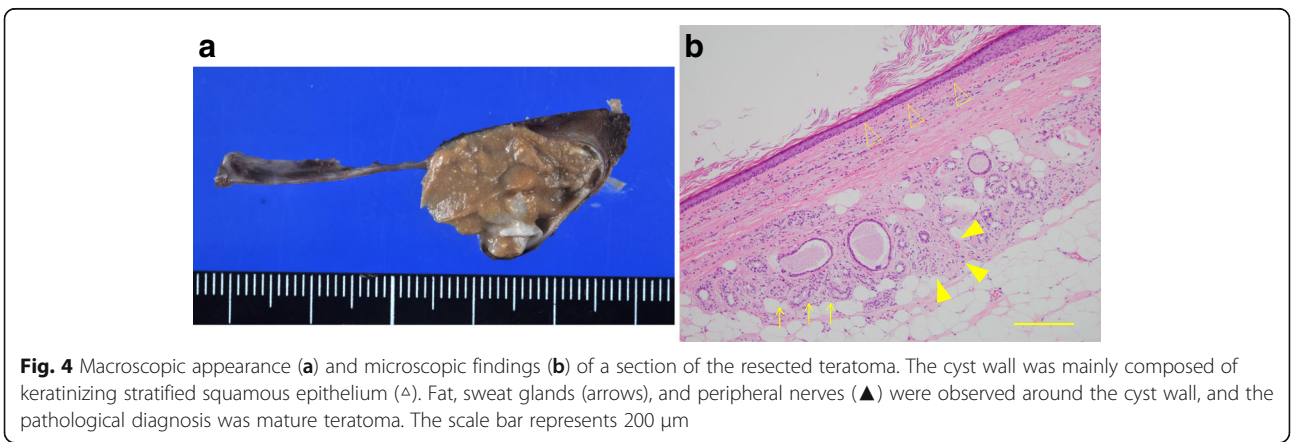 a
b
Fig. 4 Macroscopic appearance (a) and microscopic findings (b) of a section of the resected teratoma. The cyst wall was mainly composed of
keratinizing stratified squamous epithelium (△). Fat, sweat glands (arrows), and peripheral nerves (▲) were observed around the cyst wall, and the
pathological diagnosis was mature teratoma. The scale bar represents 200 μm